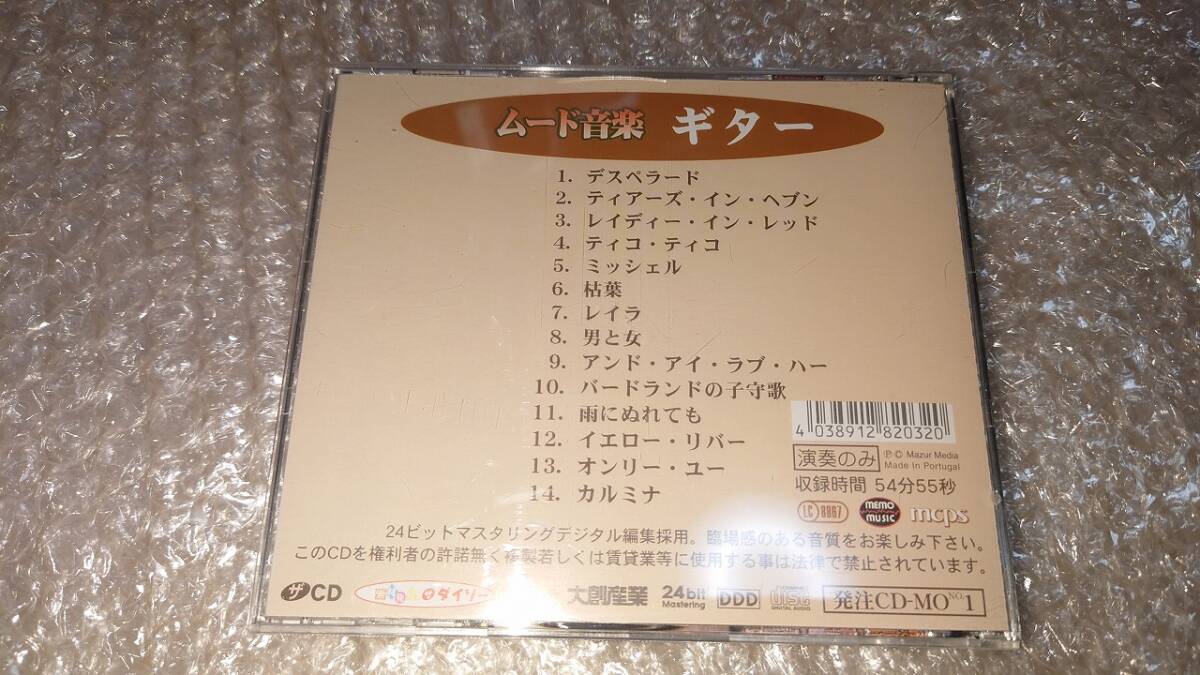 ムード音楽 ギター
1. デスペラード
2. ティアーズ・イン・ヘブン
3. レイディー・イン・レッド
4. ティコ・ティコ
5. ミッシェル
6. 枯葉
7. レイラ
8. 男と女
9. アンド・アイ・ラブ・ハー
10. バードランドの子守歌
11. 雨にぬれても
12. イエロー・リバー
13. オンリー・ユー
14. カルミナ
4 038912 820320
演奏のみ
ⓅⒸ Mazur Media
Made In Portugal
収録時間 54分55秒
LC 8867 MEMO MUSIC mcps
24ビットマスタリングデジタル編集採用。臨場感のある音質をお楽しみ下さい。
このCDを権利者の許諾無く複製若しくは賃貸業等に使用する事は法律で禁止されています。
ザCD ダイソー 大創産業 24bit Mastering DDD DISC DIGITAL AUDIO 発注CD-MO NO.1